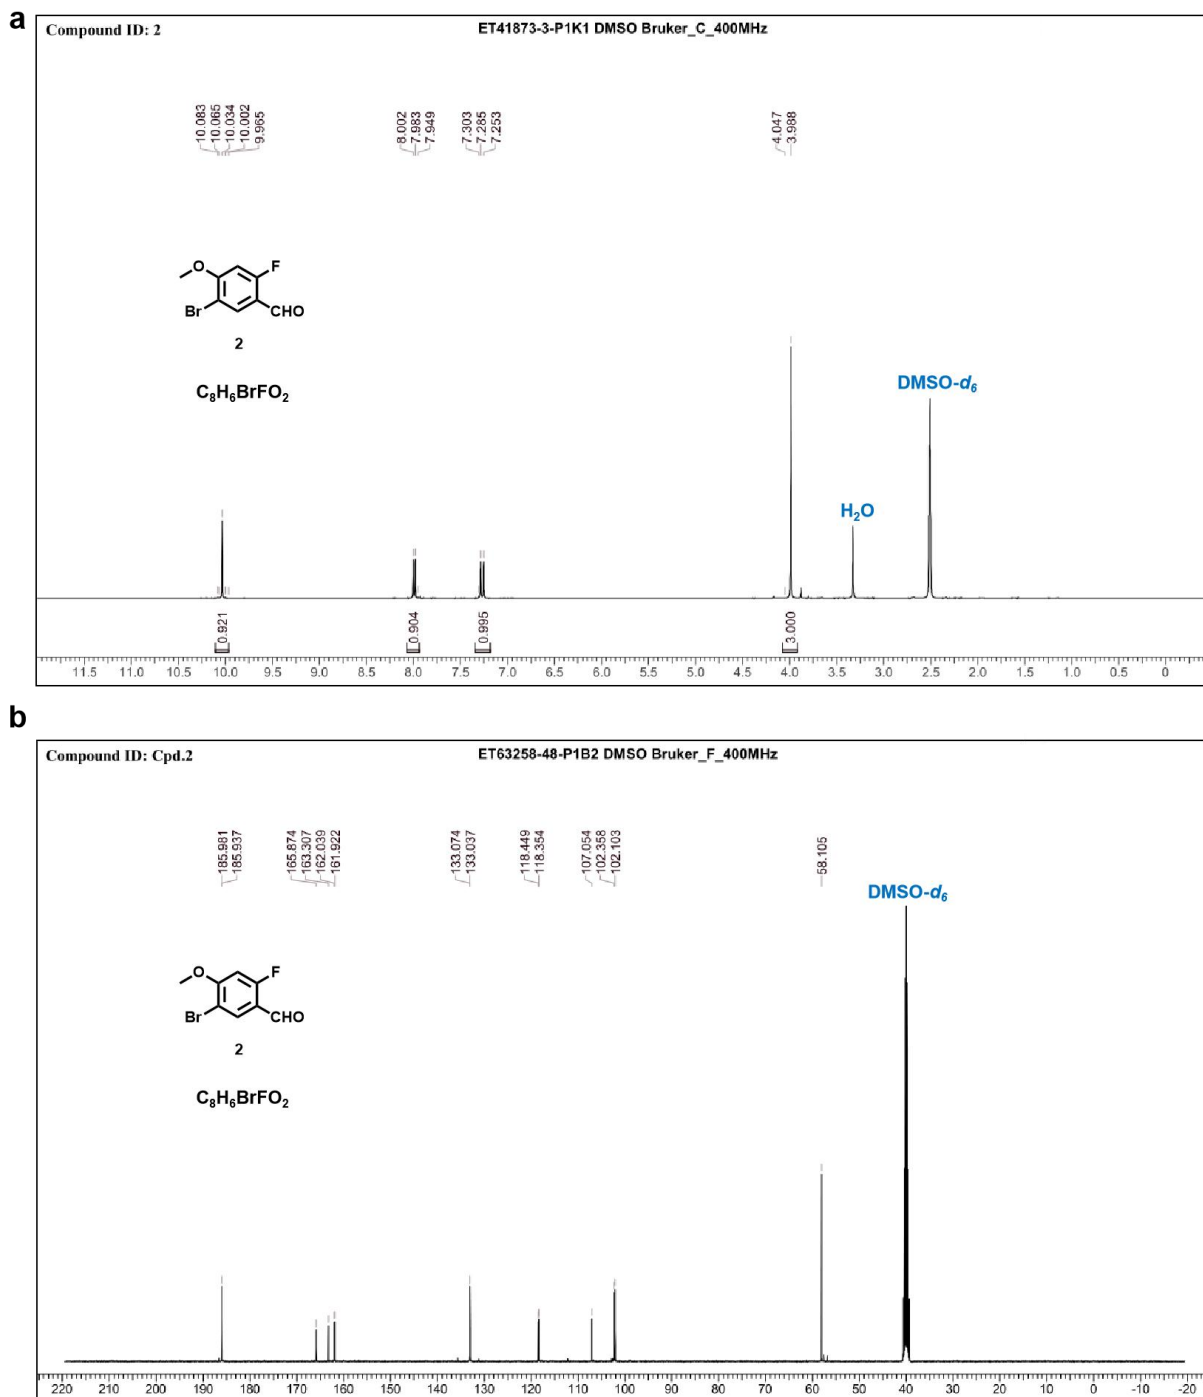 a
Compound ID: 2
ET41873-3-P1K1 DMSO Bruker_C_400MHz
10.083
10.065
10.034
10.002
9.965
8.002
7.983
7.949
7.303
7.285
7.253
4.047
3.988
O
F
Br
CHO
2
C8H6BrFO2
DMSO-d6
H2O
0.921
0.904
0.995
3.000
11.5 11.0 10.5 10.0 9.5 9.0 8.5 8.0 7.5 7.0 6.5 6.0 5.5 5.0 4.5 4.0 3.5 3.0 2.5 2.0 1.5 1.0 0.5 0
b
Compound ID: Cpd.2
ET63258-48-P1B2 DMSO Bruker_F_400MHz
185.981
185.937
165.874
163.307
162.039
161.922
133.074
133.037
118.449
118.354
107.054
102.358
102.103
58.105
DMSO-d6
O
F
Br
CHO
2
C8H6BrFO2
220 210 200 190 180 170 160 150 140 130 120 110 100 90 80 70 60 50 40 30 20 10 0 -10 -20